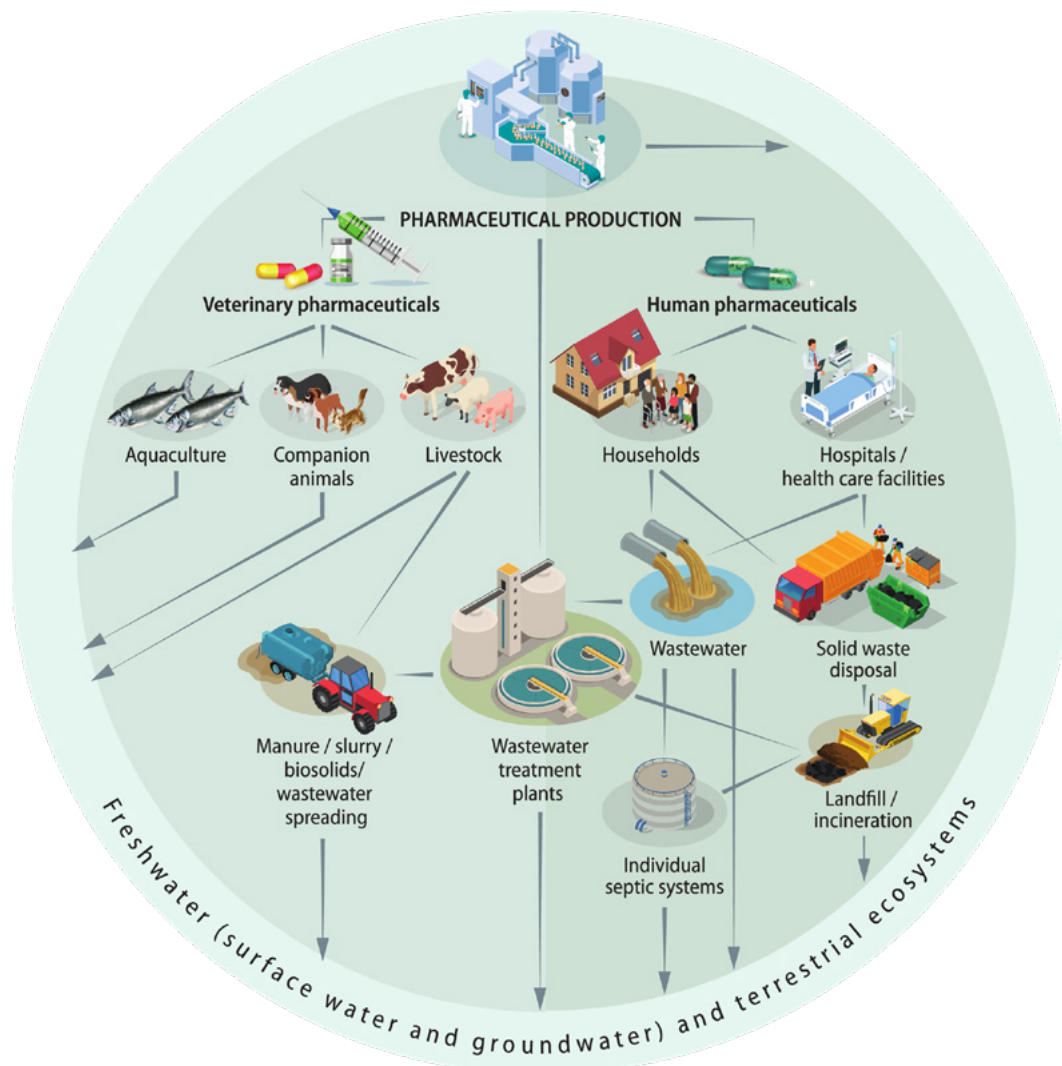 PHARMACEUTICAL PRODUCTION
Veterinary pharmaceuticals
Human pharmaceuticals
Aquaculture
Companion
animals
Livestock
Households
Hospitals /
health care facilities
Wastewater
Solid waste
disposal
Manure / slurry /
biosolids/
wastewater
spreading
Wastewater
treatment
plants
Individual
septic systems
Landfill /
incineration
Freshwater (surface water and groundwater) and terrestrial ecosystems